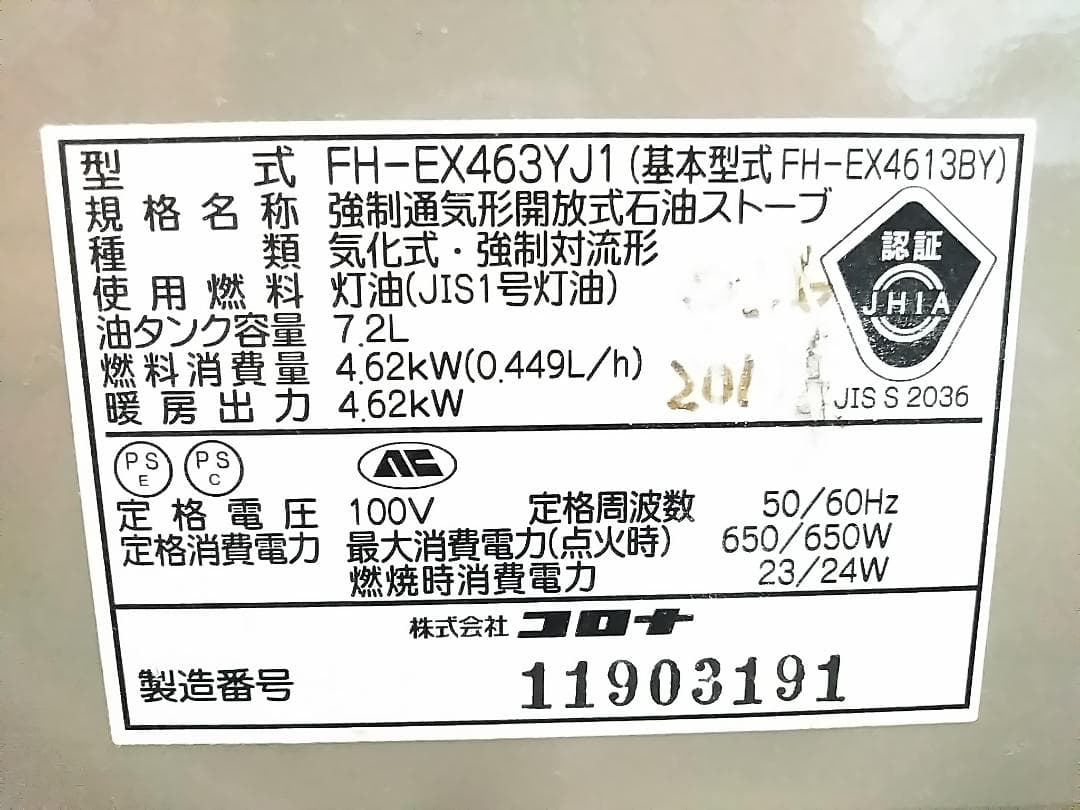 型式 FH-EX463YJ1(基本型式 FH-EX4613BY)
規格名称 強制通気形開放式石油ストーブ
種類 気化式・強制対流形
使用燃料 灯油(JIS1号灯油)
油タンク容量 7.2L
燃料消費量 4.62kW(0.449L/h)
暖房出力 4.62kW
認証
JHIA
JIS S 2036
201
PS E PS C
定格電圧 100V 定格周波数 50/60Hz
定格消費電力 最大消費電力(点火時) 650/650W
燃焼時消費電力 23/24W
株式会社 コロナ
製造番号 11903191